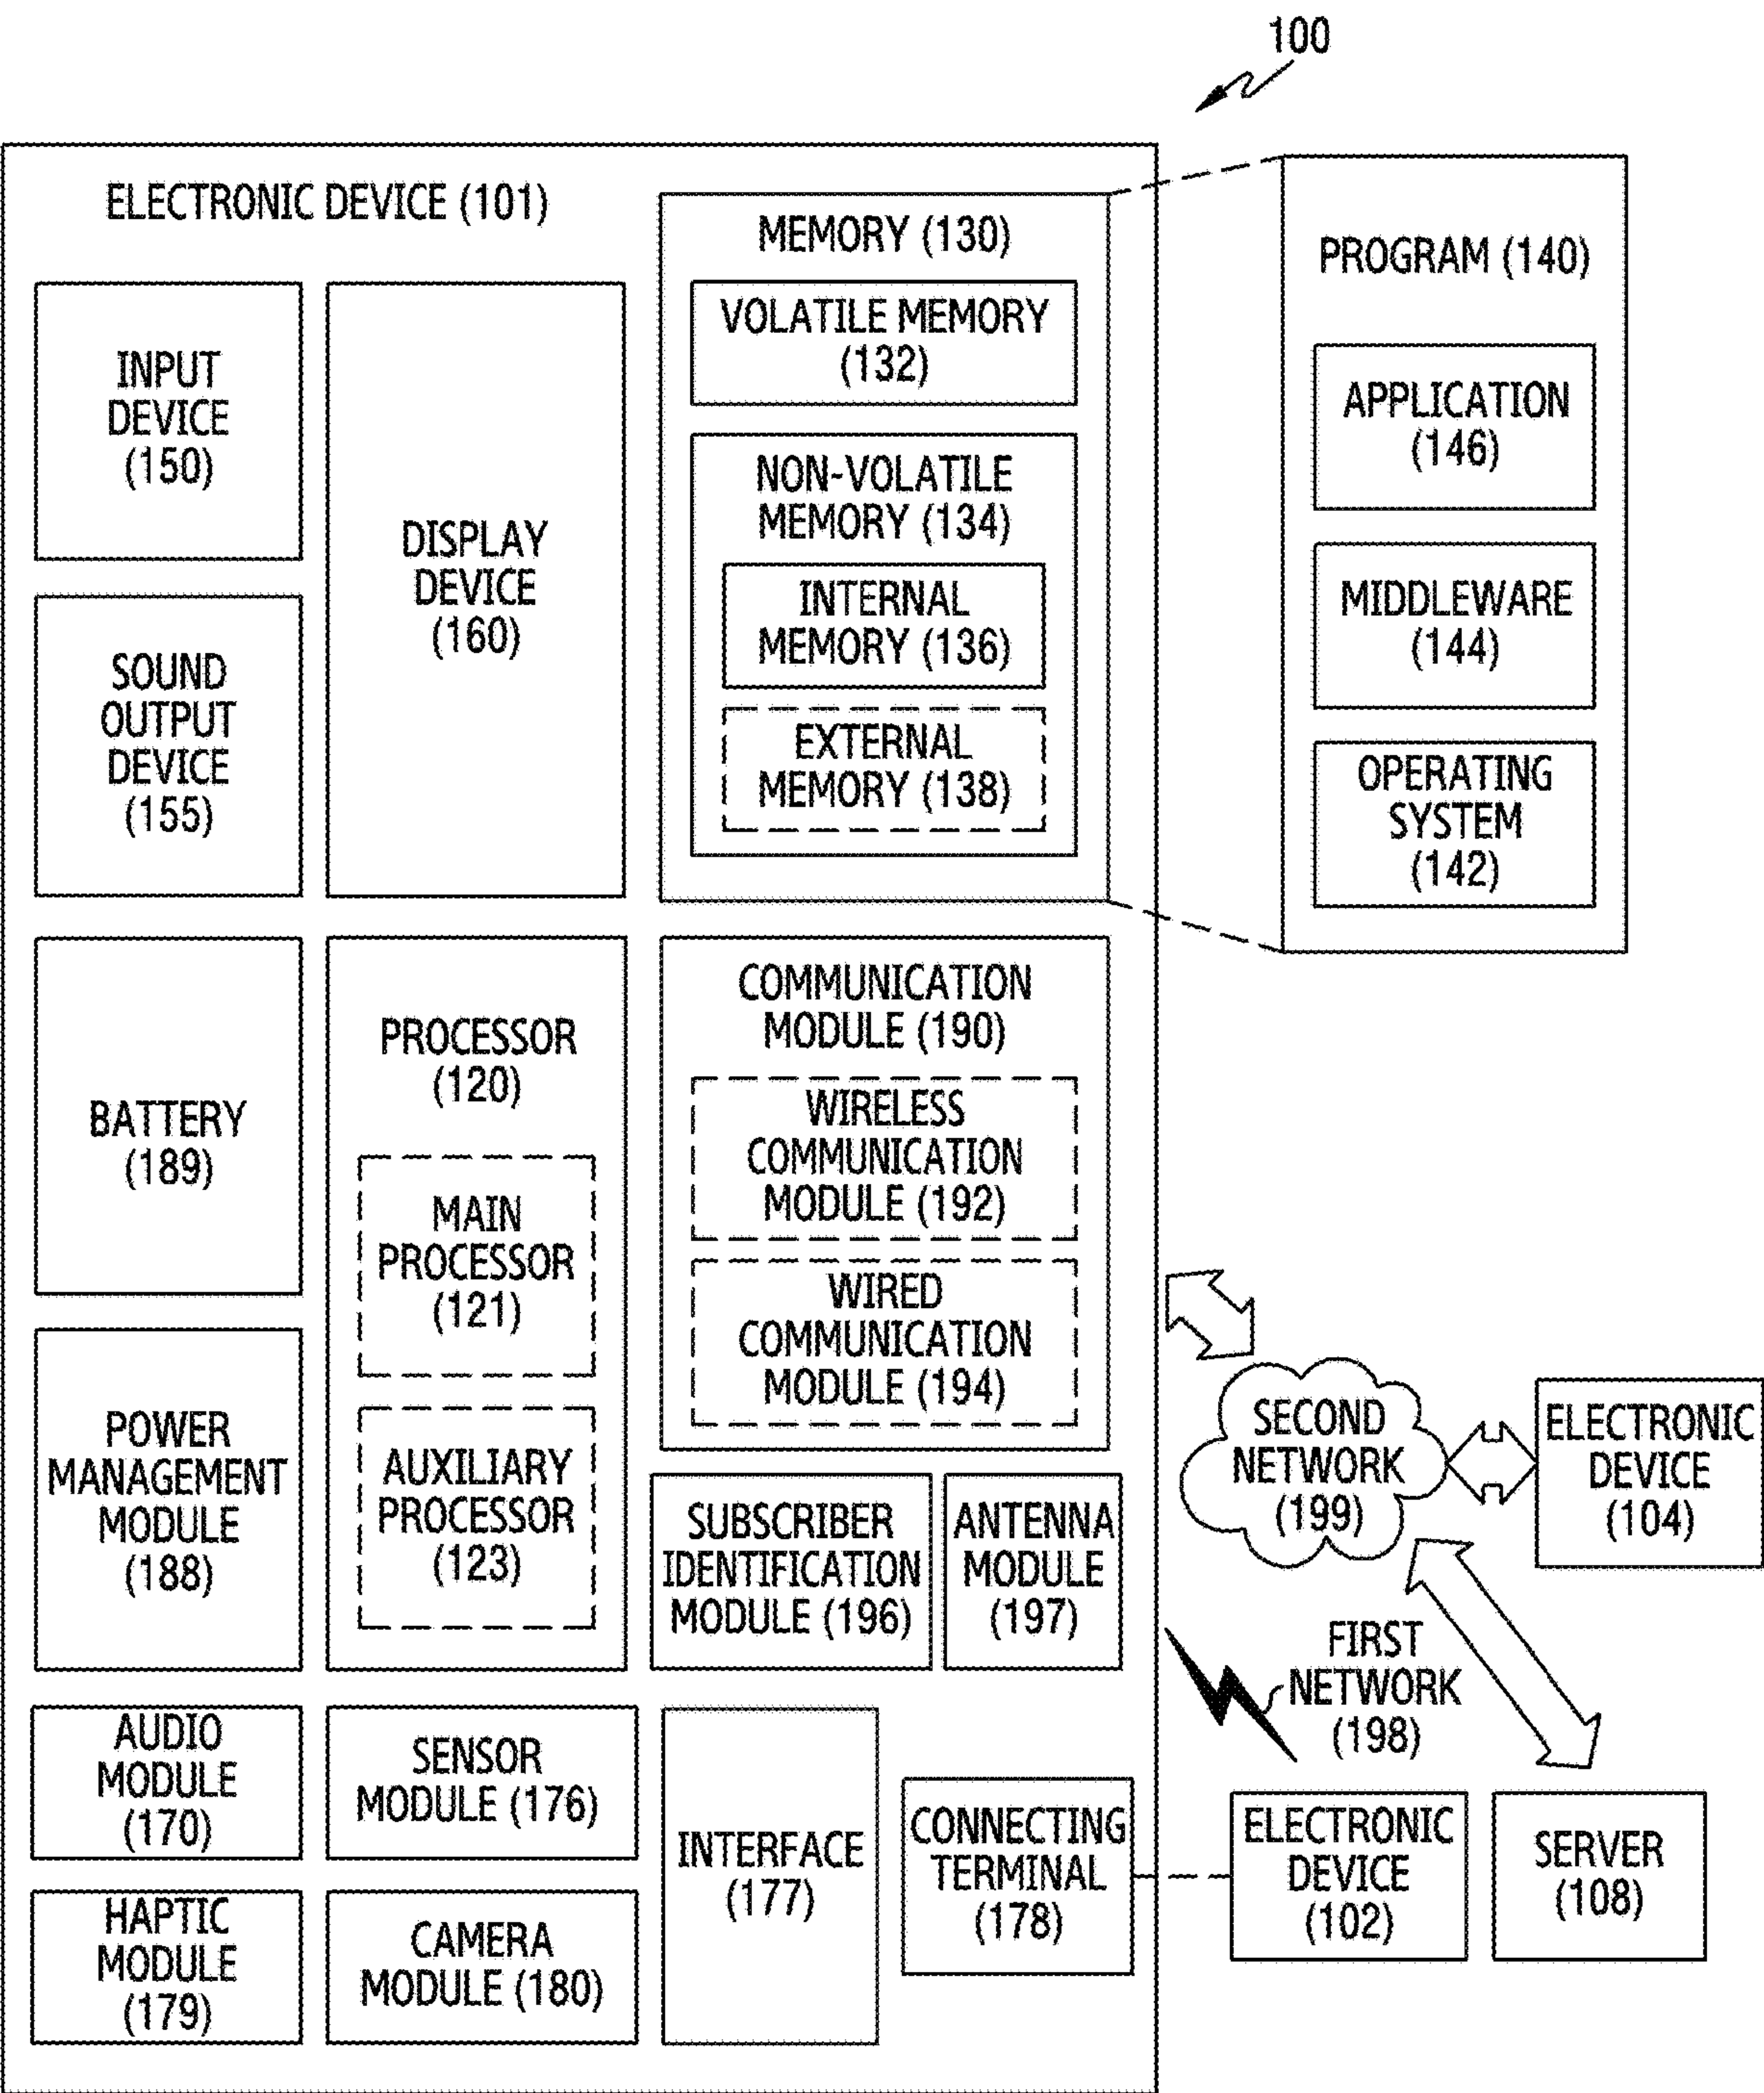 100
ELECTRONIC DEVICE (101)
INPUT
DEVICE
(150)
SOUND
OUTPUT
DEVICE
(155)
DISPLAY
DEVICE
(160)
MEMORY (130)
VOLATILE MEMORY
(132)
NON-VOLATILE
MEMORY (134)
INTERNAL
MEMORY (136)
EXTERNAL
MEMORY (138)
PROGRAM (140)
APPLICATION
(146)
MIDDLEWARE
(144)
OPERATING
SYSTEM
(142)
BATTERY
(189)
POWER
MANAGEMENT
MODULE
(188)
PROCESSOR
(120)
MAIN
PROCESSOR
(121)
AUXILIARY
PROCESSOR
(123)
COMMUNICATION
MODULE (190)
WIRELESS
COMMUNICATION
MODULE (192)
WIRED
COMMUNICATION
MODULE (194)
SUBSCRIBER
IDENTIFICATION
MODULE (196)
ANTENNA
MODULE
(197)
SECOND
NETWORK
(199)
ELECTRONIC
DEVICE
(104)
FIRST
NETWORK
(198)
AUDIO
MODULE
(170)
SENSOR
MODULE (176)
HAPTIC
MODULE
(179)
CAMERA
MODULE (180)
INTERFACE
(177)
CONNECTING
TERMINAL
(178)
ELECTRONIC
DEVICE
(102)
SERVER
(108)